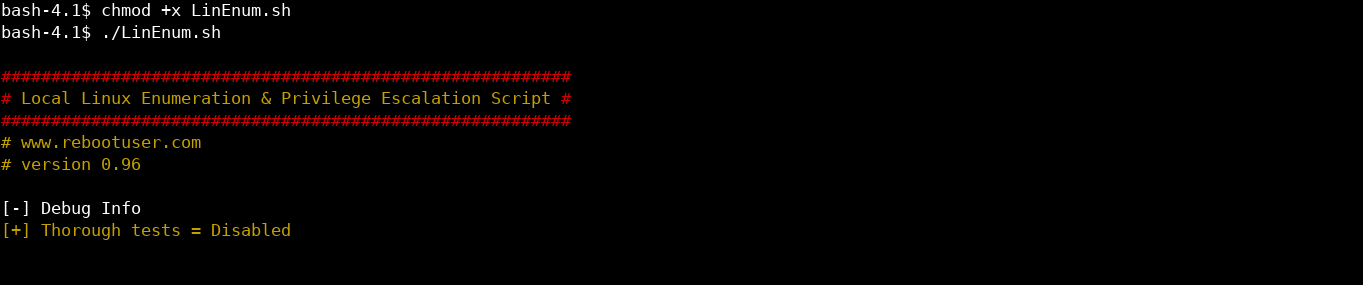 bash-4.1$ chmod +x LinEnum.sh
bash-4.1$ ./LinEnum.sh
#########################################################
# Local Linux Enumeration & Privilege Escalation Script #
#########################################################
# www.rebootuser.com
# version 0.96
[-] Debug Info
[+] Thorough tests = Disabled